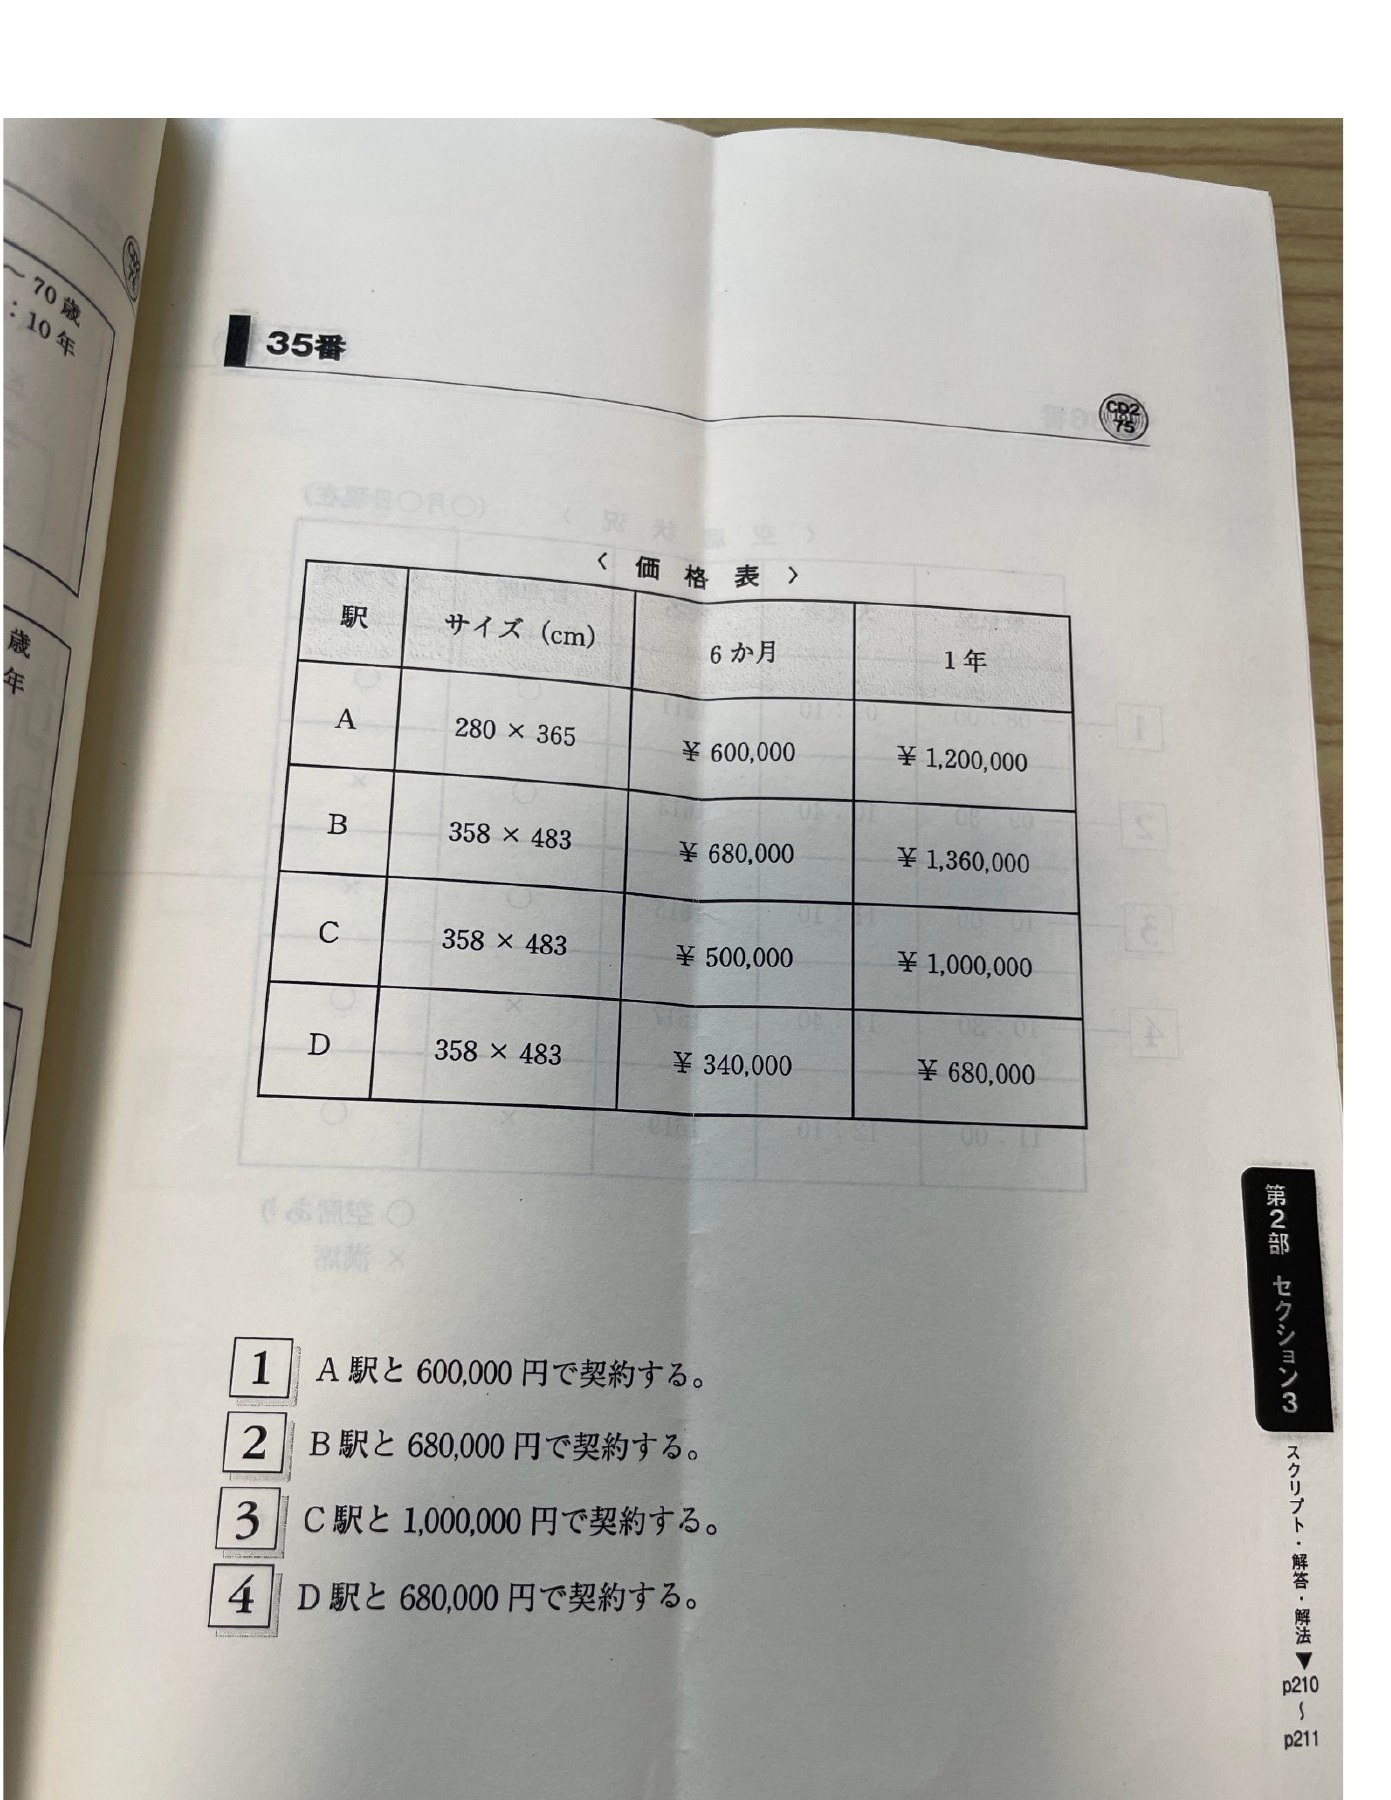 ～70歳
：10年
歳
年
35番
CD2
75
〈 価 格 表 〉
駅 サイズ（cm） 6か月 1年
A 280 × 365 ¥ 600,000 ¥ 1,200,000
B 358 × 483 ¥ 680,000 ¥ 1,360,000
C 358 × 483 ¥ 500,000 ¥ 1,000,000
D 358 × 483 ¥ 340,000 ¥ 680,000
1 A駅と 600,000 円で契約する。
2 B駅と 680,000 円で契約する。
3 C駅と 1,000,000 円で契約する。
4 D駅と 680,000 円で契約する。
第2部 セクション3
スクリプト・解答・解法▼
p210
～
p211